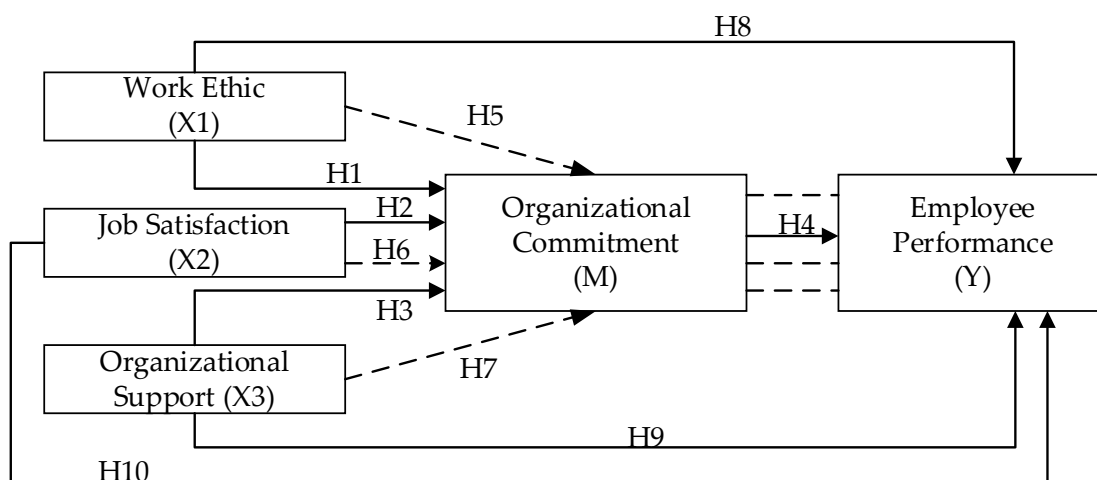 H8
Work Ethic
(X1)
H5
H1
H2
Job Satisfaction
(X2)
H6
Organizational
Commitment
(M)
H4
Employee
Performance
(Y)
H3
Organizational
Support (X3)
H7
H9
H10